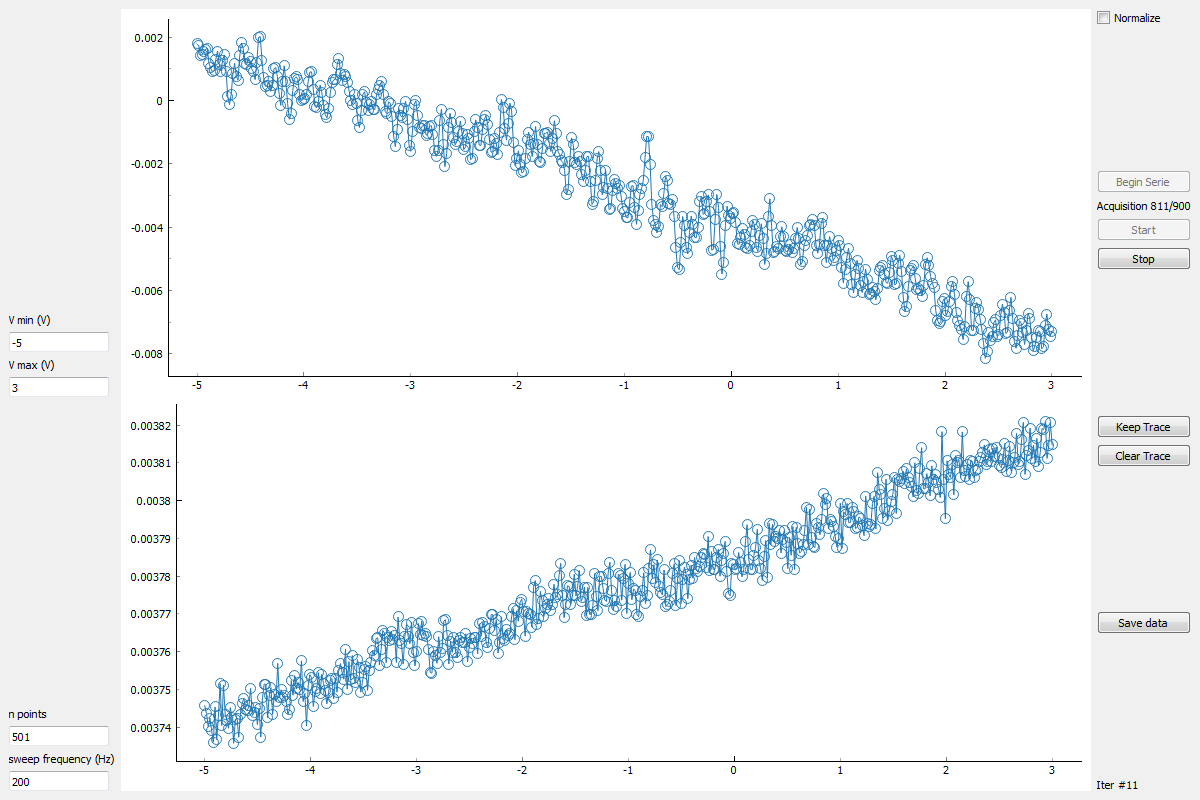 Normalize
0.002
0
-0.002
-0.004
-0.006
-0.008
-5 -4 -3 -2 -1 0 1 2 3
Begin Serie
Acquisition 811/900
Start
Stop
V min (V)
-5
V max (V)
3
0.00382
0.00381
0.0038
0.00379
0.00378
0.00377
0.00376
0.00375
0.00374
-5 -4 -3 -2 -1 0 1 2 3
Keep Trace
Clear Trace
Save data
n points
501
sweep frequency (Hz)
200
Iter #11